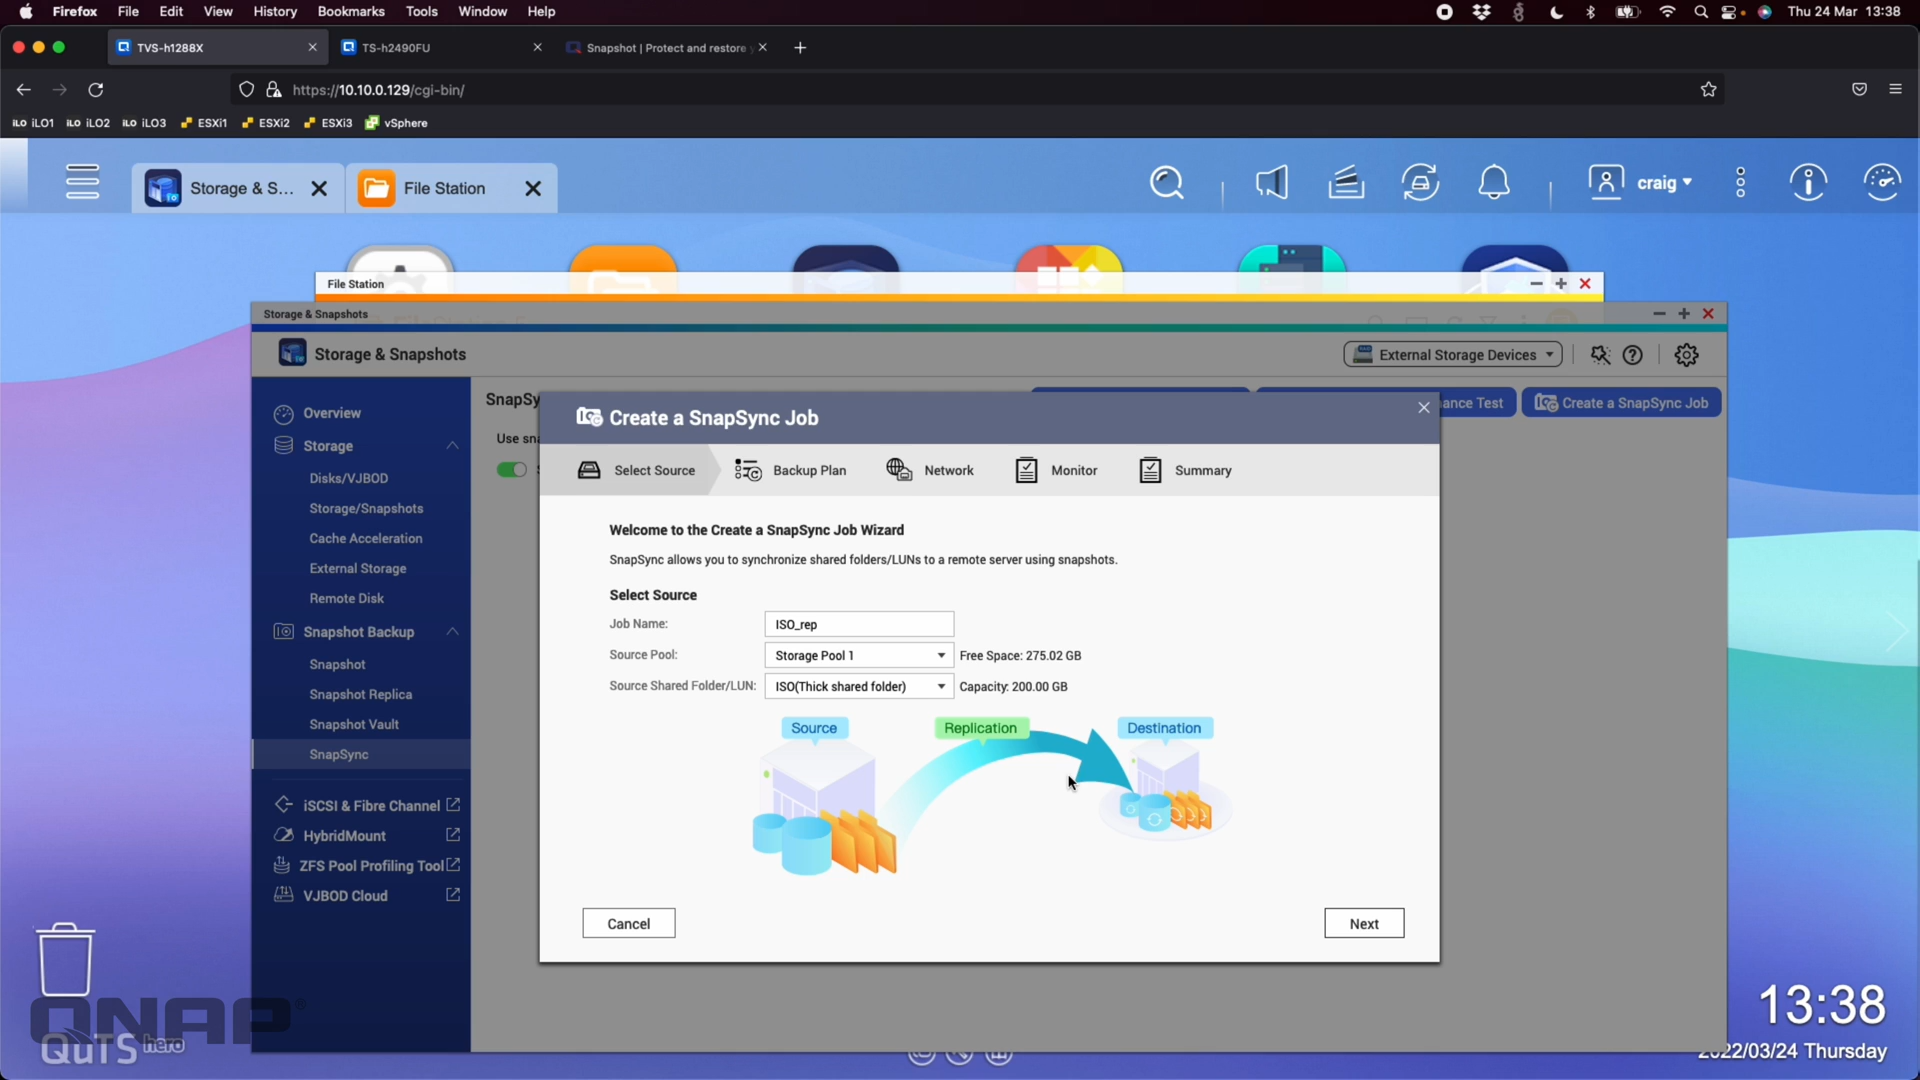 Firefox File Edit View History Bookmarks Tools Window Help Thu 24 Mar 13:38
TVS-h1288X TS-h2490FU Snapshot | Protect and restore
https://10.10.0.129/cgi-bin/
iLO iLO1 iLO iLO2 iLO iLO3 ESXi1 ESXi2 ESXi3 vSphere
Storage & S... File Station craig
File Station
Storage & Snapshots
Storage & Snapshots External Storage Devices
Overview
Storage
Disks/VJBOD
Storage/Snapshots
Cache Acceleration
External Storage
Remote Disk
Snapshot Backup
Snapshot
Snapshot Replica
Snapshot Vault
SnapSync
iSCSI & Fibre Channel
HybridMount
ZFS Pool Profiling Tool
VJBOD Cloud
SnapSy
ance Test Create a SnapSync Job
Use sna
Create a SnapSync Job
Select Source Backup Plan Network Monitor Summary
Welcome to the Create a SnapSync Job Wizard
SnapSync allows you to synchronize shared folders/LUNs to a remote server using snapshots.
Select Source
Job Name: ISO_rep
Source Pool: Storage Pool 1 Free Space: 275.02 GB
Source Shared Folder/LUN: ISO(Thick shared folder) Capacity: 200.00 GB
Source Replication Destination
Cancel Next
QNAP
QuTS hero
13:38
2022/03/24 Thursday